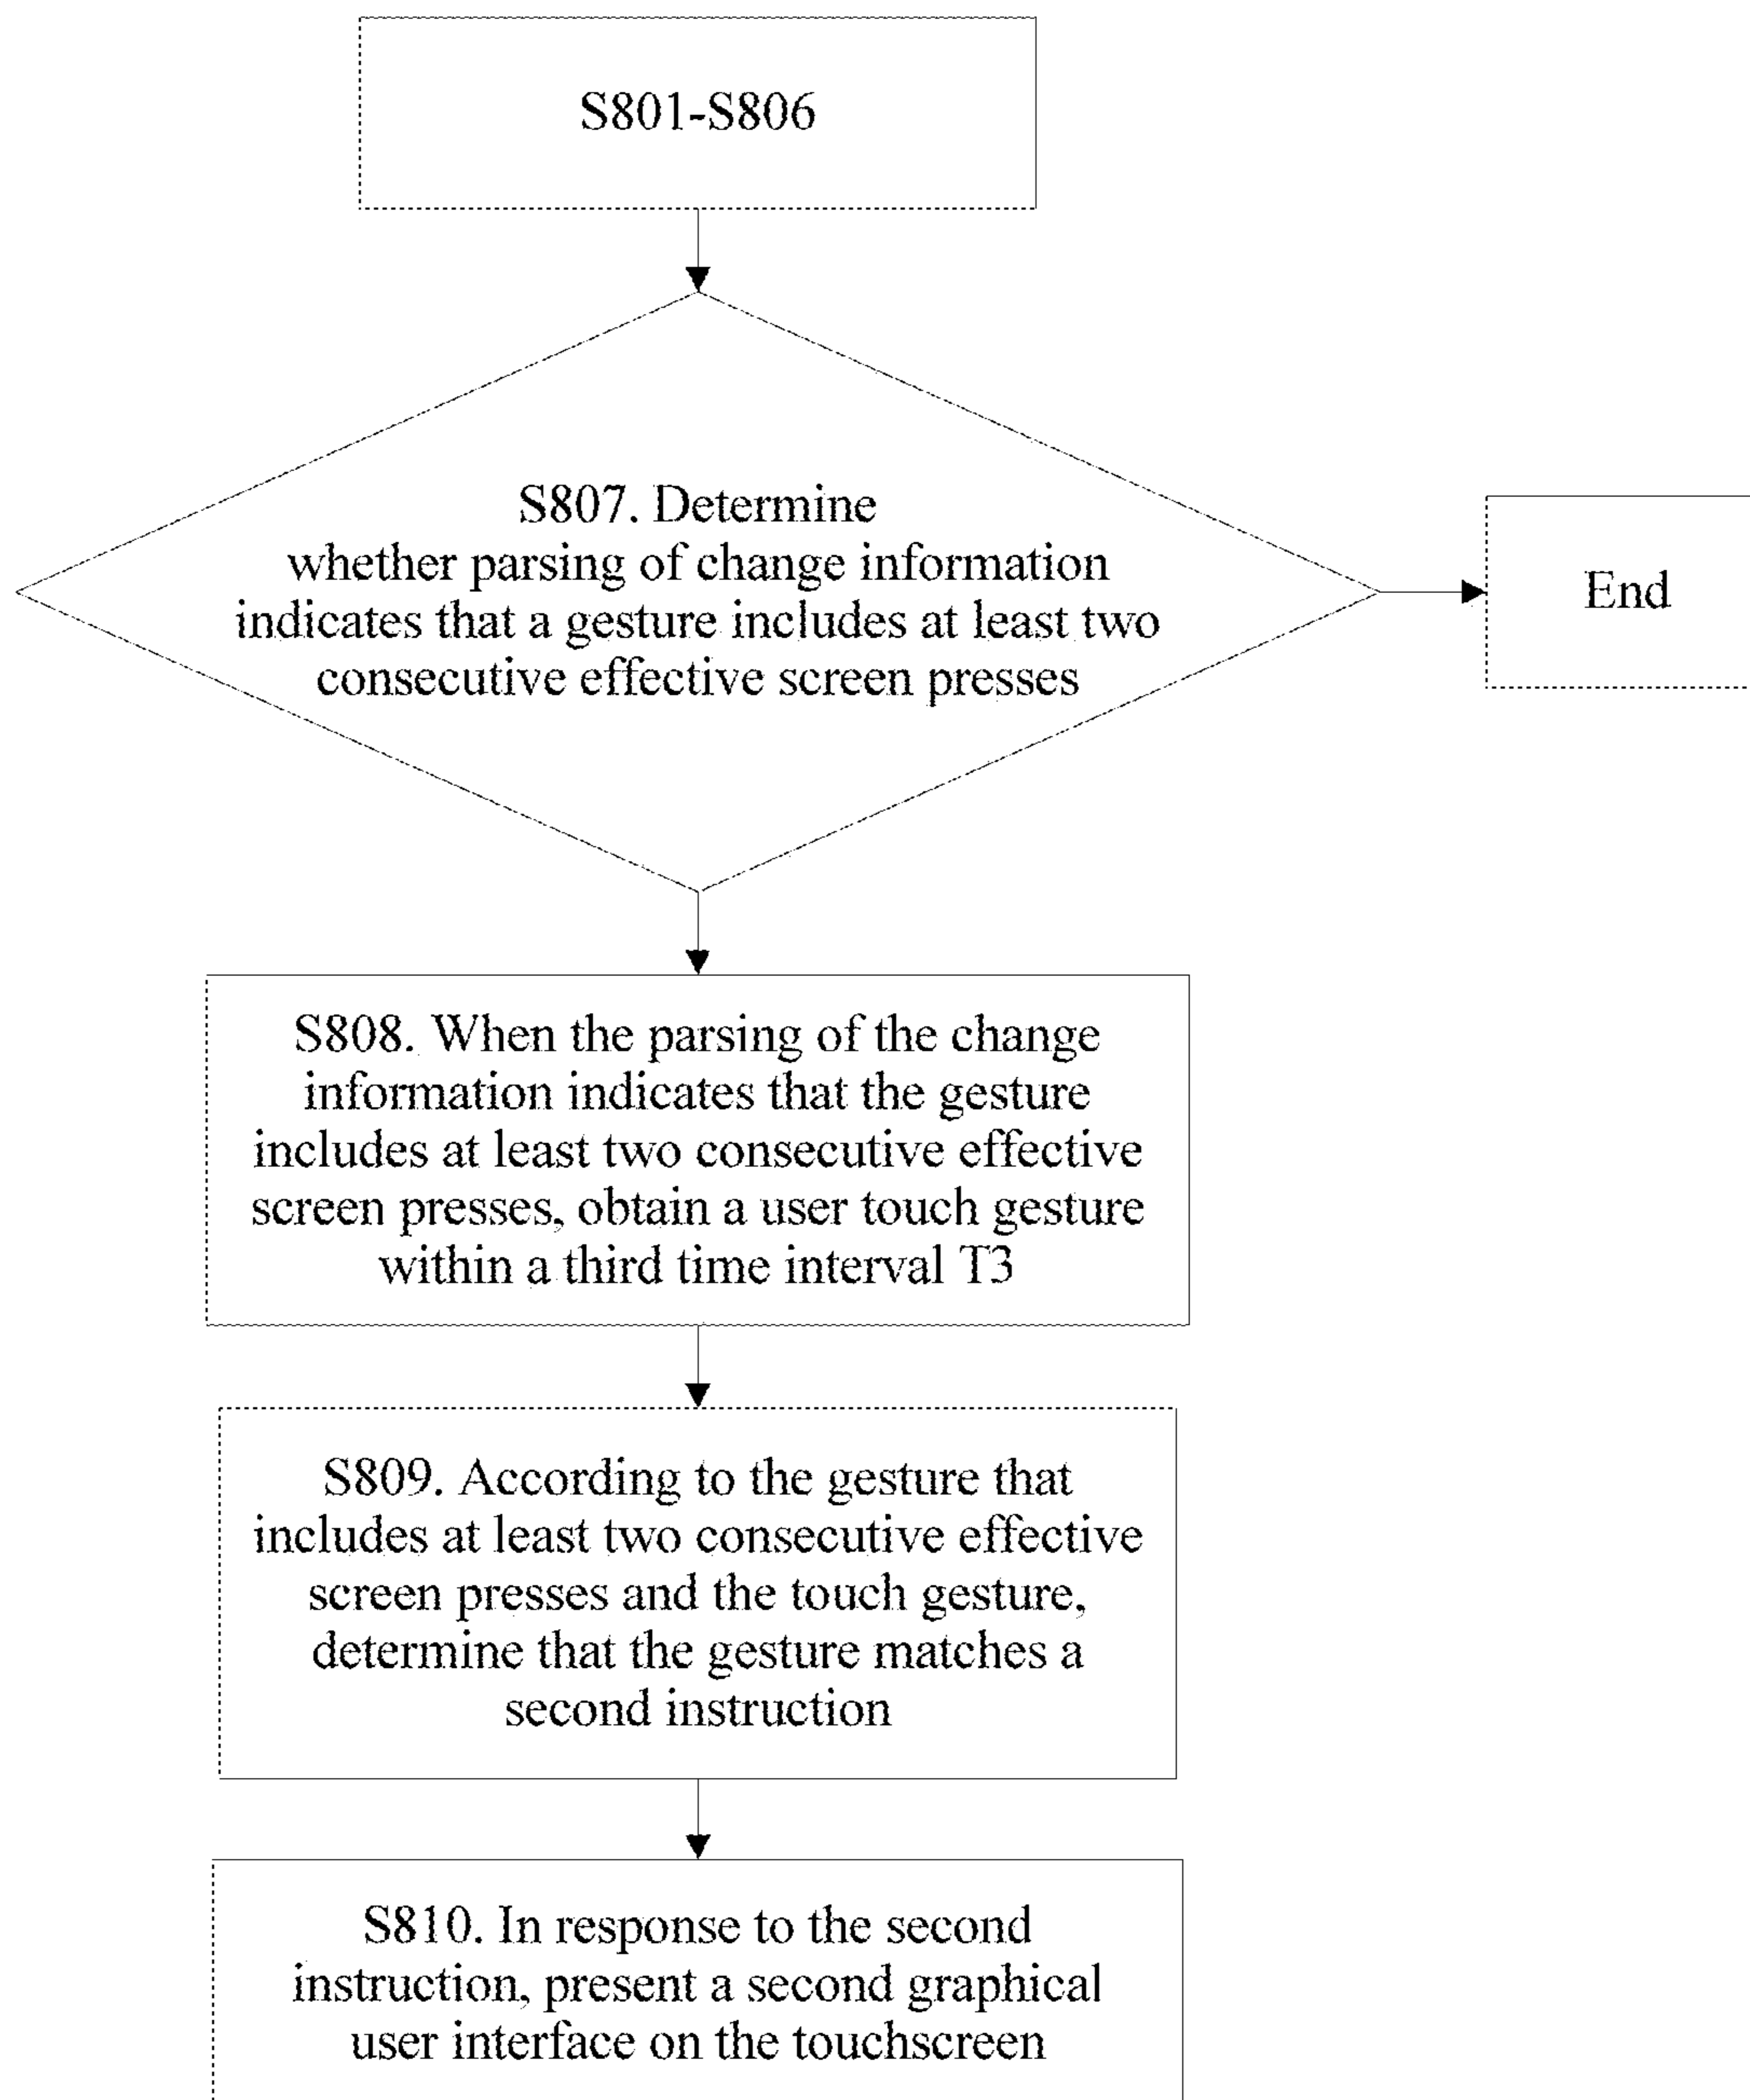 S801-S806
S807. Determine
whether parsing of change information
indicates that a gesture includes at least two
consecutive effective screen presses
End
S808. When the parsing of the change
information indicates that the gesture
includes at least two consecutive effective
screen presses, obtain a user touch gesture
within a third time interval T3
S809. According to the gesture that
includes at least two consecutive effective
screen presses and the touch gesture,
determine that the gesture matches a
second instruction
S810. In response to the second
instruction, present a second graphical
user interface on the touchscreen